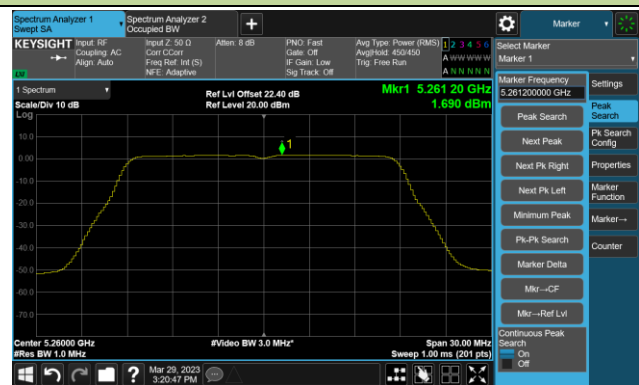 Spectrum Analyzer 1
Swept SA
Spectrum Analyzer 2
Occupied BW
+
Marker
KEYSIGHT
Input: RF
Coupling: AC
Align: Auto
Input Z: 50 Ω
Corr CCorr
Freq Ref: Int (S)
NFE: Adaptive
Atten: 8 dB
PNO: Fast
Gate: Off
IF Gain: Low
Sig Track: Off
Avg Type: Power (RMS)
Avg|Hold: 450/450
Trig: Free Run
1 2 3 4 5 6
A W W W W W
A N N N N N
Select Marker
Marker 1
1 Spectrum
Scale/Div 10 dB
Log
Ref Lvl Offset 22.40 dB
Ref Level 20.00 dBm
Mkr1 5.261 20 GHz
1.690 dBm
10.0
0.00
-10.0
-20.0
-30.0
-40.0
-50.0
-60.0
-70.0
1
Center 5.26000 GHz
#Res BW 1.0 MHz
#Video BW 3.0 MHz*
Span 30.00 MHz
Sweep 1.00 ms (201 pts)
Marker Frequency
5.261200000 GHz
Peak Search
Next Peak
Next Pk Right
Next Pk Left
Minimum Peak
Pk-Pk Search
Marker Delta
Mkr→CF
Mkr→Ref Lvl
Continuous Peak
Search
On
Off
Settings
Peak
Search
Pk Search
Config
Properties
Marker
Function
Marker→
Counter
?
Mar 29, 2023
3:20:47 PM